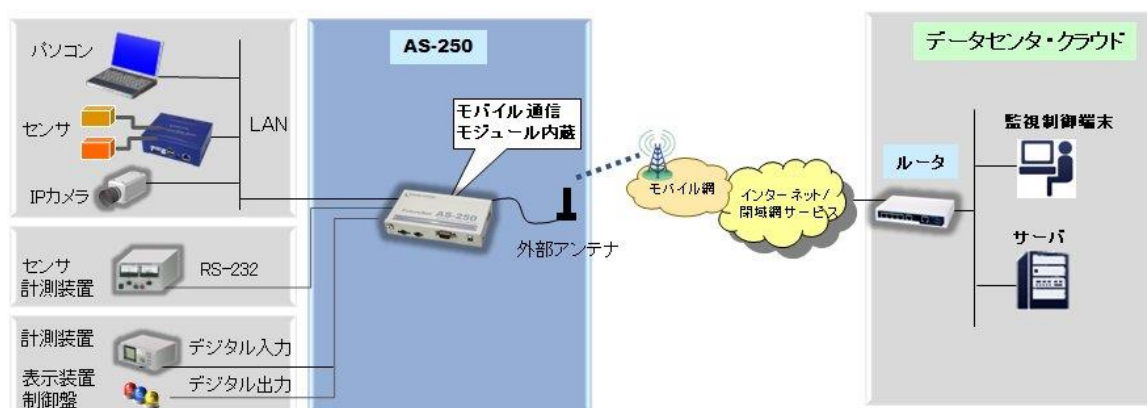 パソコン
センサ
IPカメラ
LAN
センサ
計測装置
RS-232
計測装置
デジタル入力
表示装置
制御盤
デジタル出力
AS-250
モバイル通信
モジュール内蔵
AS-250
外部アンテナ
モバイル網
インターネット/
閉域網サービス
データセンタ・クラウド
ルータ
監視制御端末
サーバ